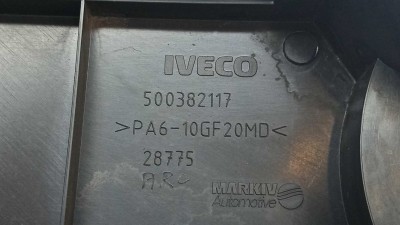 IVECO
500382117
>PA6-10GF20MD<
28775
MARKIV
Automotive